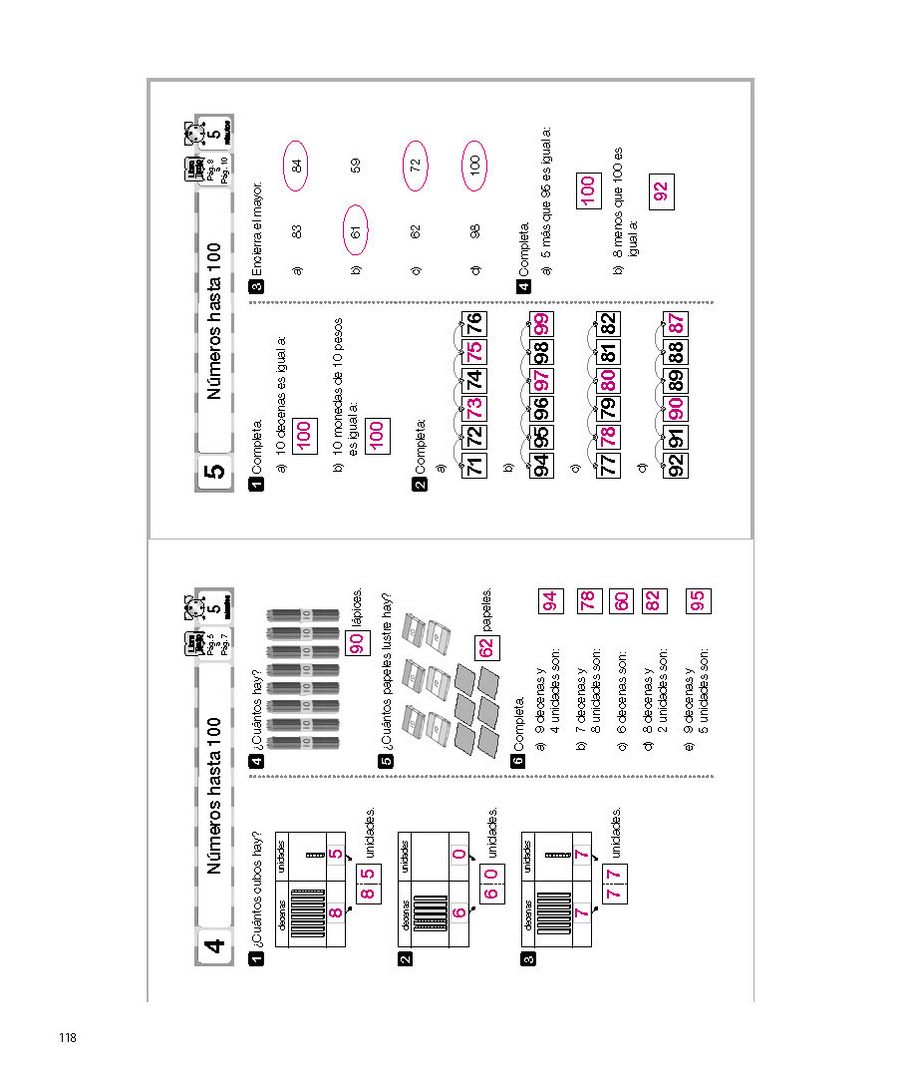 4
Números hasta 100
Pág. 5
a
Pág. 7
5
minutos
1 ¿Cuántos cubos hay?
decenas unidades
8 5
8 5 unidades.
2
decenas unidades
6 0
6 0 unidades.
3
decenas unidades
7 7
7 7 unidades.
4 ¿Cuántos hay?
10 10 10 10 10 10 10 10
90 lápices.
5 ¿Cuántos papeles lustre hay?
62 papeles.
6 Completa.
a) 9 decenas y
4 unidades son: 94
b) 7 decenas y
8 unidades son: 78
c) 6 decenas son: 60
d) 8 decenas y
2 unidades son: 82
e) 9 decenas y
5 unidades son: 95
5
Números hasta 100
Pág. 8
a
Pág. 10
5
minutos
1 Completa.
a) 10 decenas es igual a:
100
b) 10 monedas de 10 pesos
es igual a:
100
2 Completa:
a)
71 72 73 74 75 76
b)
94 95 96 97 98 99
c)
77 78 79 80 81 82
d)
92 91 90 89 88 87
3 Encierra el mayor.
a) 83 84
b) 61 59
c) 62 72
d) 98 100
4 Completa.
a) 5 más que 95 es igual a:
100
b) 8 menos que 100 es
igual a:
92
118